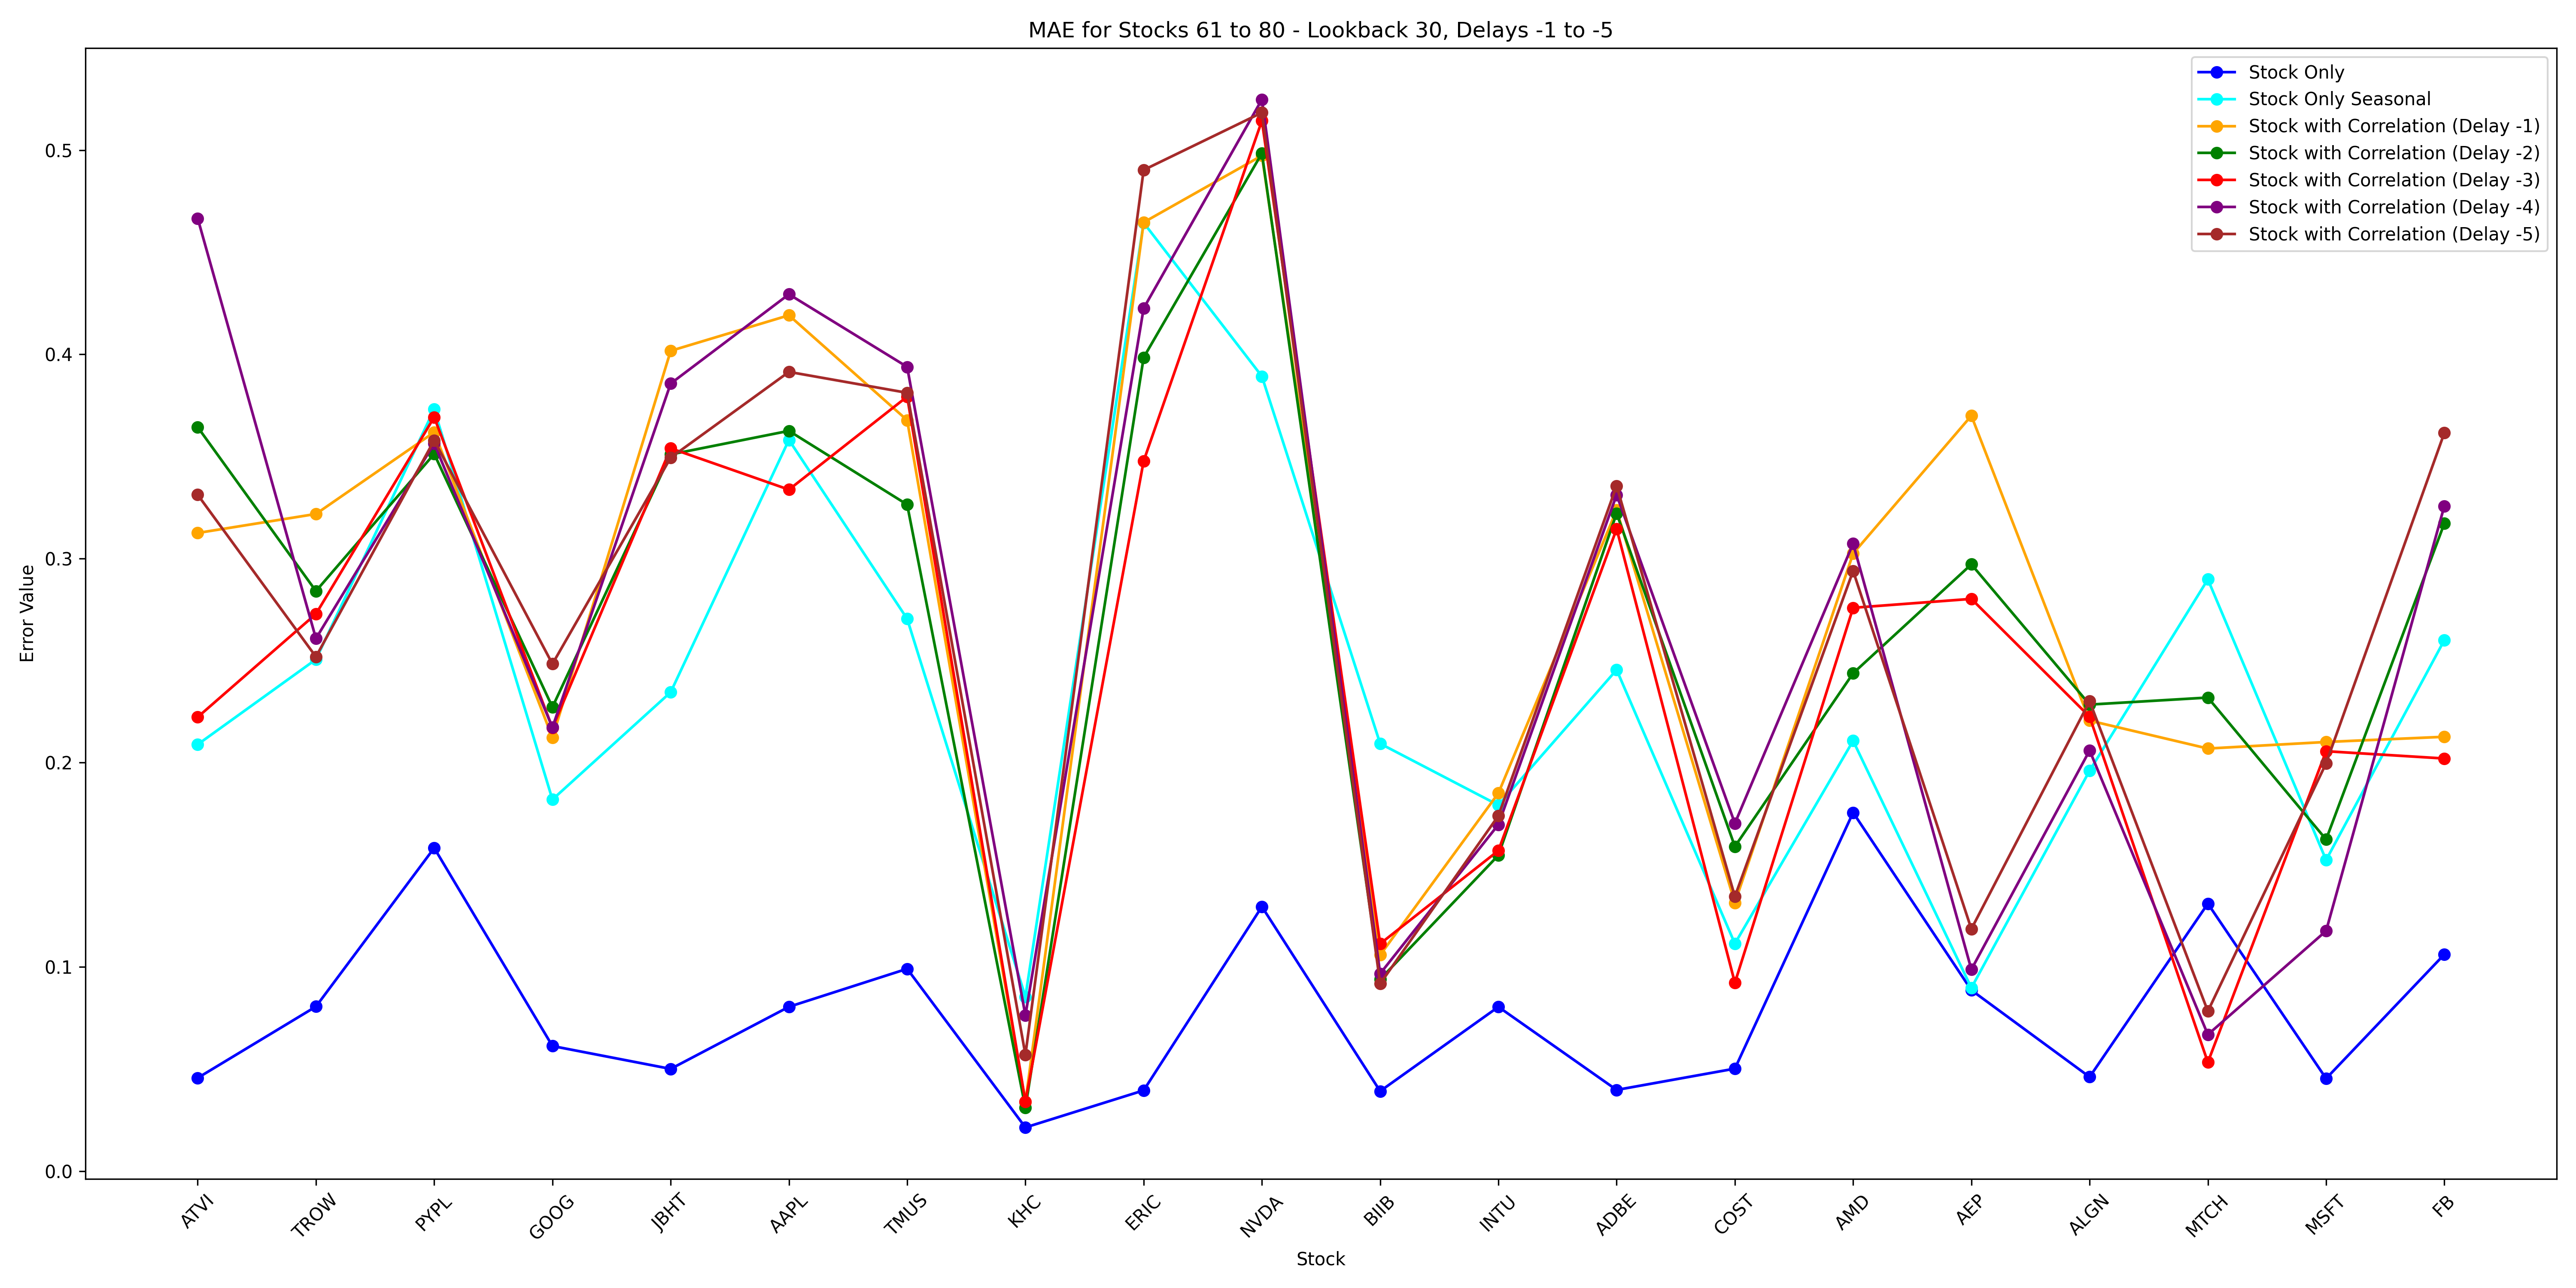 MAE for Stocks 61 to 80 - Lookback 30, Delays -1 to -5
Stock Only
Stock Only Seasonal
Stock with Correlation (Delay -1)
Stock with Correlation (Delay -2)
Stock with Correlation (Delay -3)
Stock with Correlation (Delay -4)
Stock with Correlation (Delay -5)
Error Value
0.5
0.4
0.3
0.2
0.1
0.0
ATVI
TROW
PYPL
GOOG
JBHT
AAPL
TMUS
KHC
ERIC
NVDA
BIIB
INTU
ADBE
COST
AMD
AEP
ALGN
MTCH
MSFT
FB
Stock